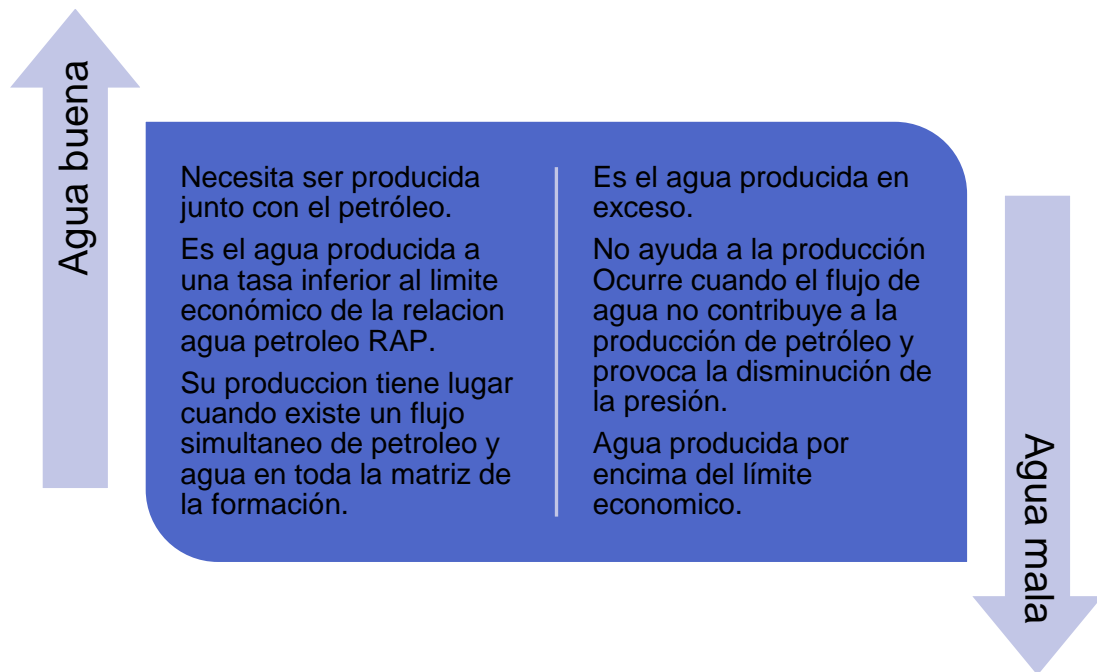 Agua buena
Necesita ser producida
junto con el petróleo.
Es el agua producida a
una tasa inferior al limite
económico de la relacion
agua petroleo RAP.
Su produccion tiene lugar
cuando existe un flujo
simultaneo de petroleo y
agua en toda la matriz de
la formación.
Es el agua producida en
exceso.
No ayuda a la producción
Ocurre cuando el flujo de
agua no contribuye a la
producción de petróleo y
provoca la disminución de
la presión.
Agua producida por
encima del límite
economico.
Agua mala